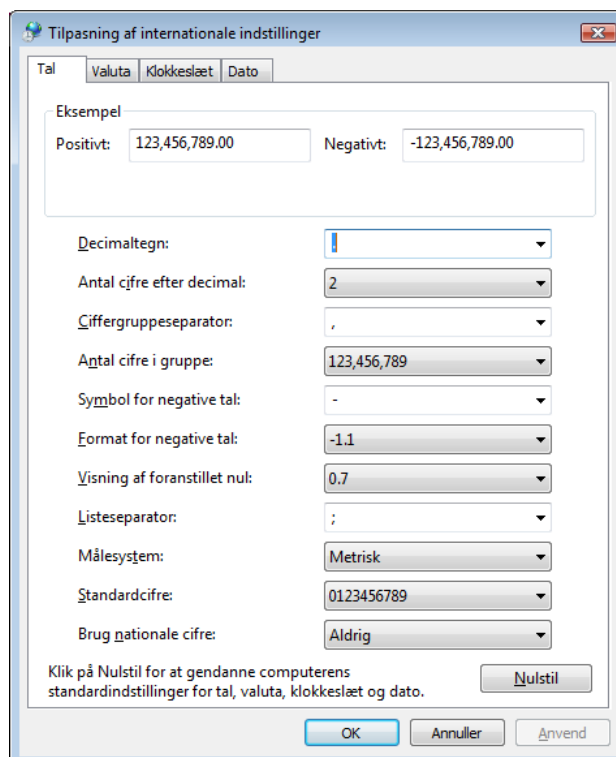 Tilpasning af internationale indstillinger
Tal Valuta Klokkeslæt Dato
Eksempel
Positivt: 123,456,789.00 Negativt: -123,456,789.00
Decimaltegn: .
Antal cifre efter decimal: 2
Ciffergruppeseparator: ,
Antal cifre i gruppe: 123,456,789
Symbol for negative tal: -
Format for negative tal: -1.1
Visning af foranstillet nul: 0.7
Listeseparator: ;
Målesystem: Metrisk
Standardcifre: 0123456789
Brug nationale cifre: Aldrig
Klik på Nulstil for at gendanne computerens
standardindstillinger for tal, valuta, klokkeslæt og dato.
Nulstil
OK Annuller Anvend